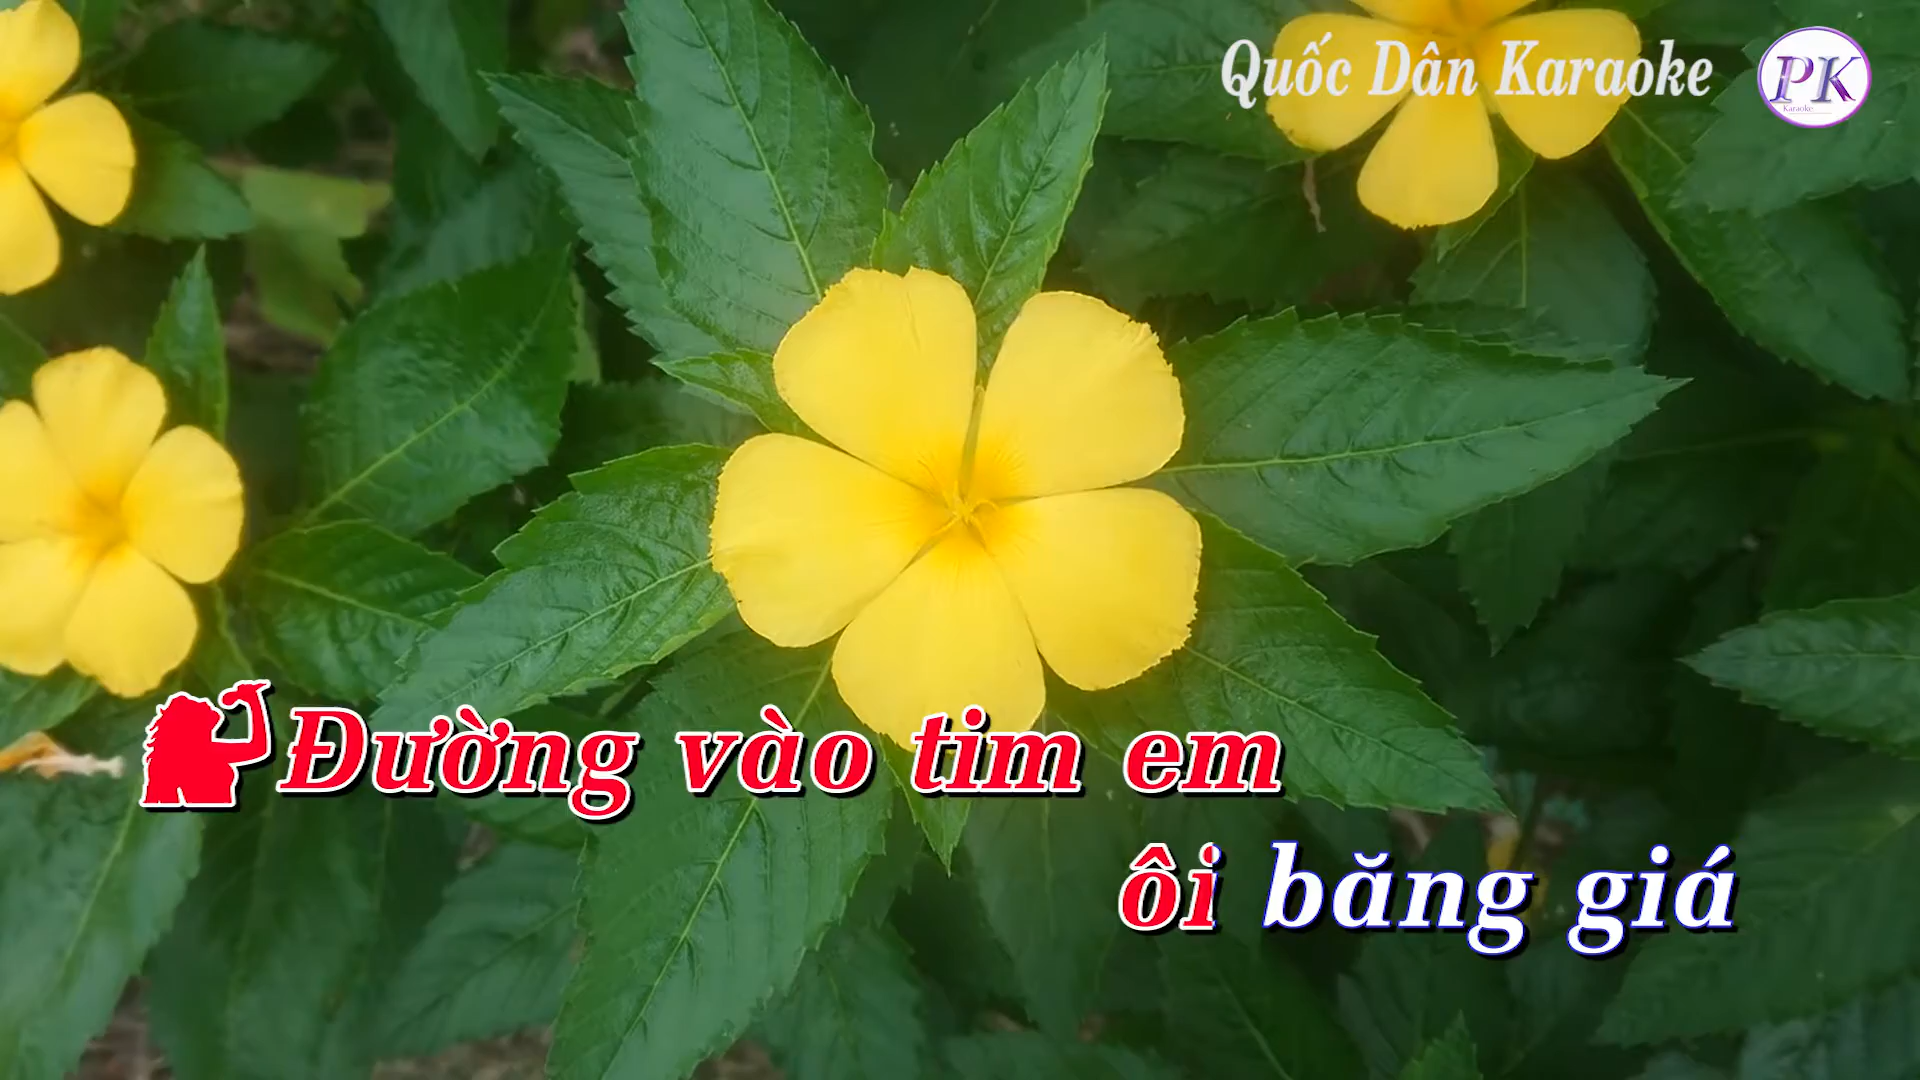 Quốc Dân Karaoke
PK
Karaoke
Đường vào tim em
ôi băng giá